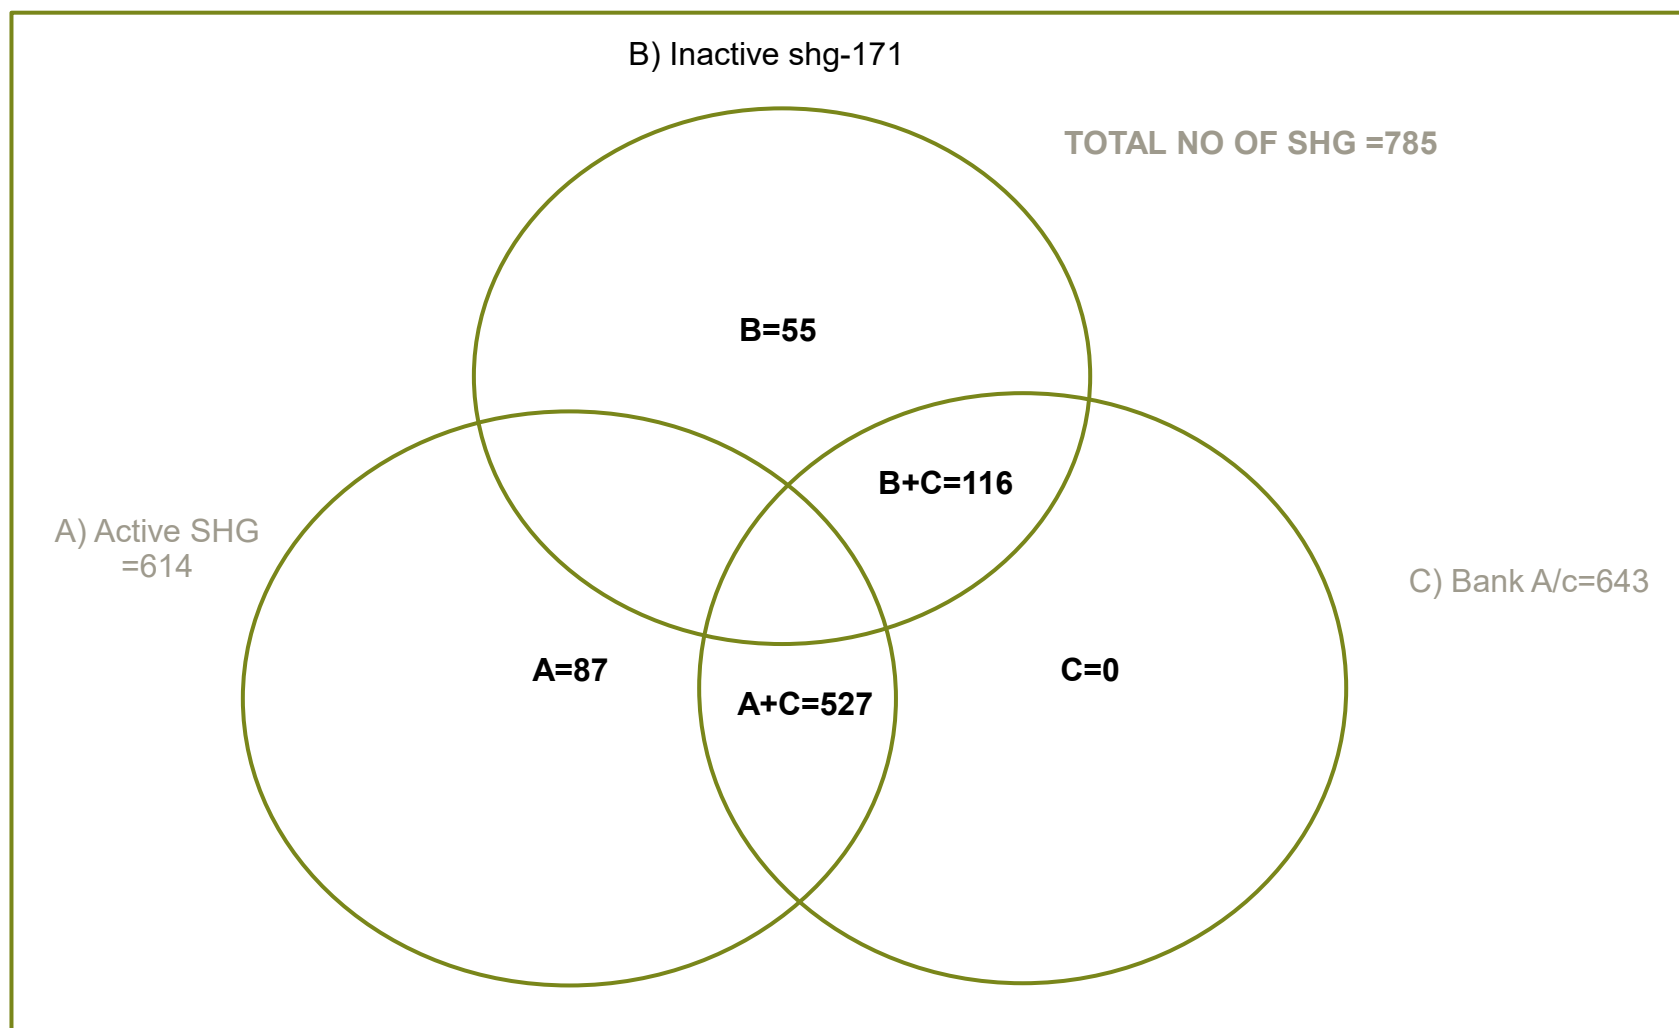 B) Inactive shg-171
TOTAL NO OF SHG =785
B=55
B+C=116
A) Active SHG
=614
C) Bank A/c=643
A=87
C=0
A+C=527